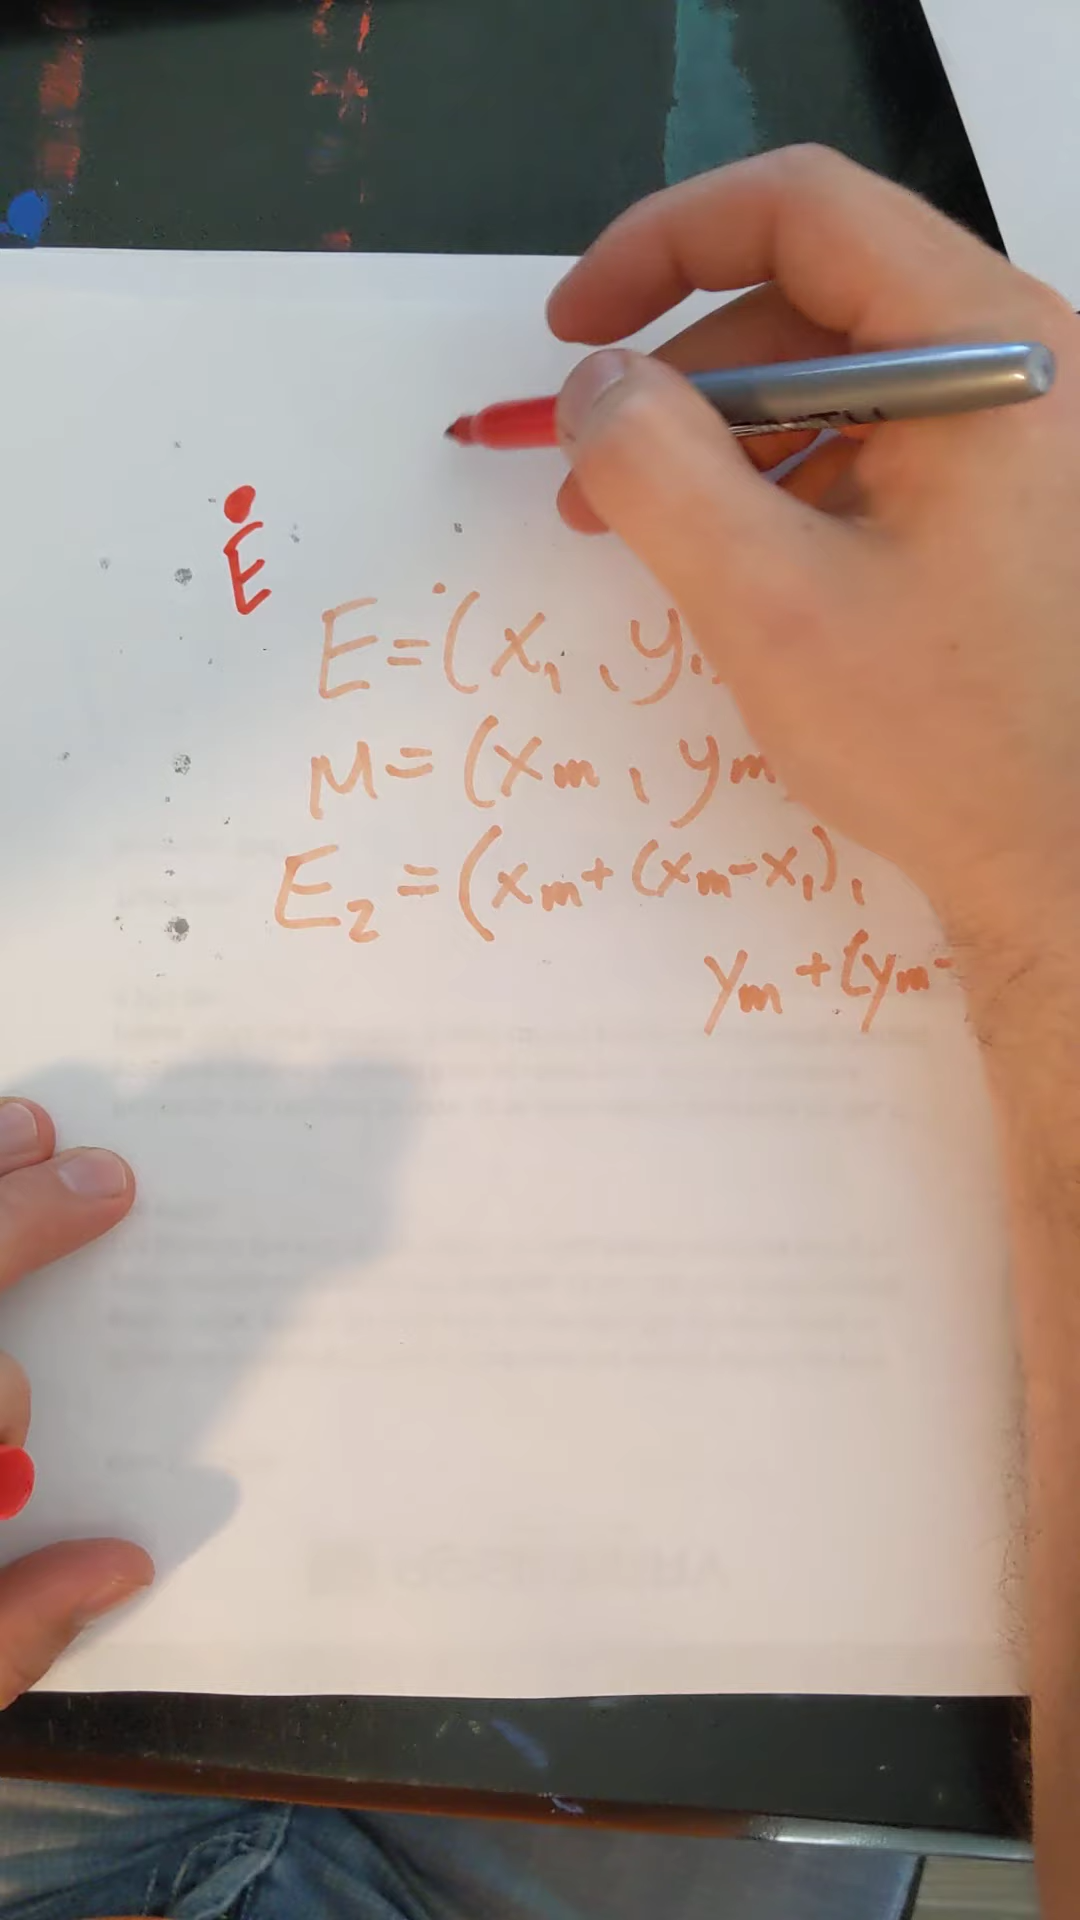 E
E = (x₁, y₁
M = (xm, ym
E₂ = (xm + (xm - x₁),
ym + (ym -